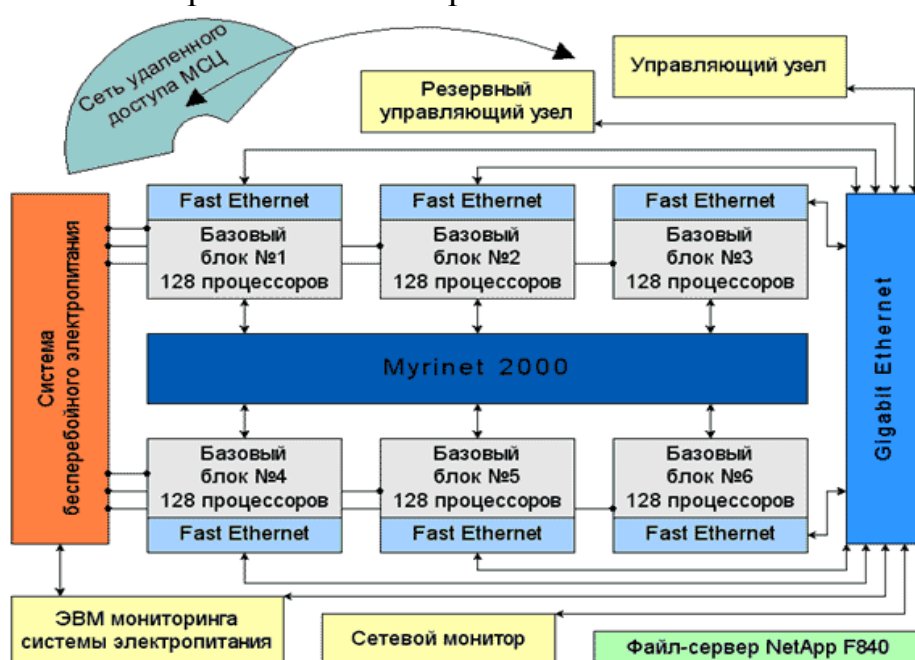 Сеть удаленного
доступа МСЦ
Управляющий узел
Резервный
управляющий узел
Fast Ethernet
Fast Ethernet
Fast Ethernet
Базовый
блок №1
128 процессоров
Базовый
блок №2
128 процессоров
Базовый
блок №3
128 процессоров
Система
бесперебойного электропитания
Myrinet 2000
Gigabit Ethernet
Базовый
блок №4
128 процессоров
Базовый
блок №5
128 процессоров
Базовый
блок №6
128 процессоров
Fast Ethernet
Fast Ethernet
Fast Ethernet
ЭВМ мониторинга
системы электропитания
Сетевой монитор
Файл-сервер NetApp F840